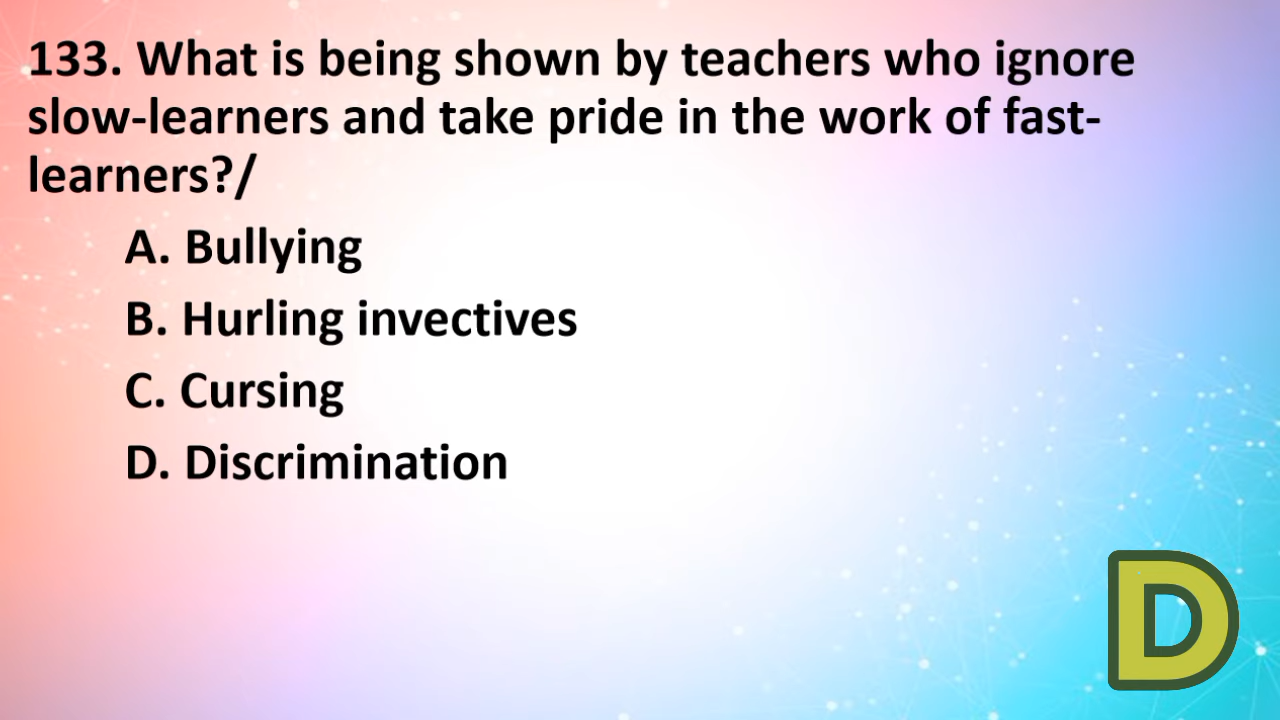 133. What is being shown by teachers who ignore
slow-learners and take pride in the work of fast-
learners?/
A. Bullying
B. Hurling invectives
C. Cursing
D. Discrimination
D